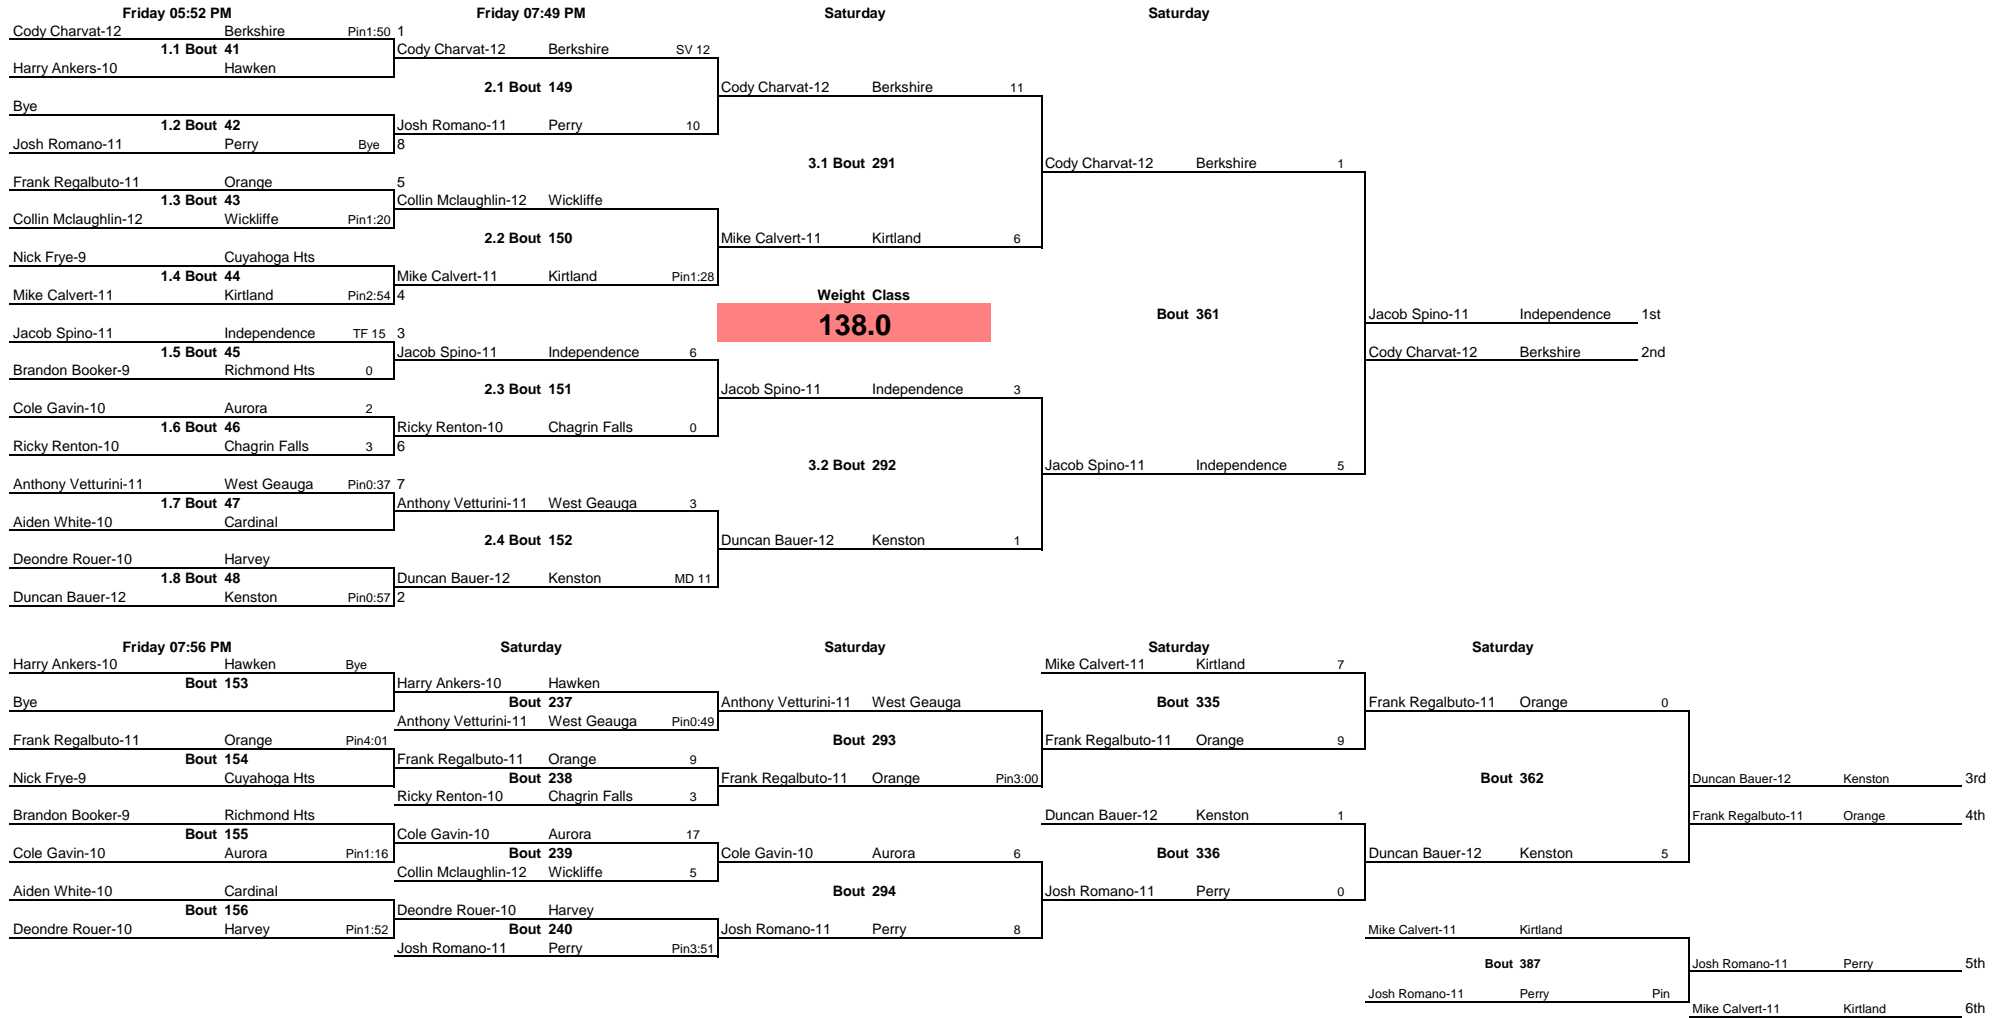 Friday 05:52 PM Friday 07:49 PM Saturday Saturday
Cody Charvat-12 Berkshire Pin1:50 1
1.1 Bout 41 Cody Charvat-12 Berkshire SV 12
Harry Ankers-10 Hawken
2.1 Bout 149 Cody Charvat-12 Berkshire 11
Bye
1.2 Bout 42 Josh Romano-11 Perry 10
Josh Romano-11 Perry Bye 8
3.1 Bout 291 Cody Charvat-12 Berkshire 1
Frank Regalbuto-11 Orange 5
1.3 Bout 43 Collin Mclaughlin-12 Wickliffe
Collin Mclaughlin-12 Wickliffe Pin1:20
2.2 Bout 150 Mike Calvert-11 Kirtland 6
Nick Frye-9 Cuyahoga Hts
1.4 Bout 44 Mike Calvert-11 Kirtland Pin1:28
Mike Calvert-11 Kirtland Pin2:54 4 Weight Class
138.0 Bout 361 Jacob Spino-11 Independence 1st
Jacob Spino-11 Independence TF 15 3
1.5 Bout 45 Jacob Spino-11 Independence 6 Cody Charvat-12 Berkshire 2nd
Brandon Booker-9 Richmond Hts 0
2.3 Bout 151 Jacob Spino-11 Independence 3
Cole Gavin-10 Aurora 2
1.6 Bout 46 Ricky Renton-10 Chagrin Falls 0
Ricky Renton-10 Chagrin Falls 3 6
3.2 Bout 292 Jacob Spino-11 Independence 5
Anthony Vetturini-11 West Geauga Pin0:37 7
1.7 Bout 47 Anthony Vetturini-11 West Geauga 3
Aiden White-10 Cardinal
2.4 Bout 152 Duncan Bauer-12 Kenston 1
Deondre Rouer-10 Harvey
1.8 Bout 48 Duncan Bauer-12 Kenston MD 11
Duncan Bauer-12 Kenston Pin0:57 2
Friday 07:56 PM Saturday Saturday Saturday Saturday
Harry Ankers-10 Hawken Bye Mike Calvert-11 Kirtland 7
Bout 153 Harry Ankers-10 Hawken
Bye Bout 237 Anthony Vetturini-11 West Geauga Bout 335 Frank Regalbuto-11 Orange 0
Anthony Vetturini-11 West Geauga Pin0:49
Frank Regalbuto-11 Orange Pin4:01 Bout 293 Frank Regalbuto-11 Orange 9
Bout 154 Frank Regalbuto-11 Orange 9
Nick Frye-9 Cuyahoga Hts Bout 238 Frank Regalbuto-11 Orange Pin3:00 Bout 362 Duncan Bauer-12 Kenston 3rd
Ricky Renton-10 Chagrin Falls 3
Brandon Booker-9 Richmond Hts Duncan Bauer-12 Kenston 1 Frank Regalbuto-11 Orange 4th
Bout 155 Cole Gavin-10 Aurora 17
Cole Gavin-10 Aurora Pin1:16 Bout 239 Cole Gavin-10 Aurora 6 Bout 336 Duncan Bauer-12 Kenston 5
Collin Mclaughlin-12 Wickliffe 5
Aiden White-10 Cardinal Bout 294 Josh Romano-11 Perry 0
Bout 156 Deondre Rouer-10 Harvey
Deondre Rouer-10 Harvey Pin1:52 Bout 240 Josh Romano-11 Perry 8 Mike Calvert-11 Kirtland
Josh Romano-11 Perry Pin3:51
Bout 387 Josh Romano-11 Perry 5th
Josh Romano-11 Perry Pin
Mike Calvert-11 Kirtland 6th